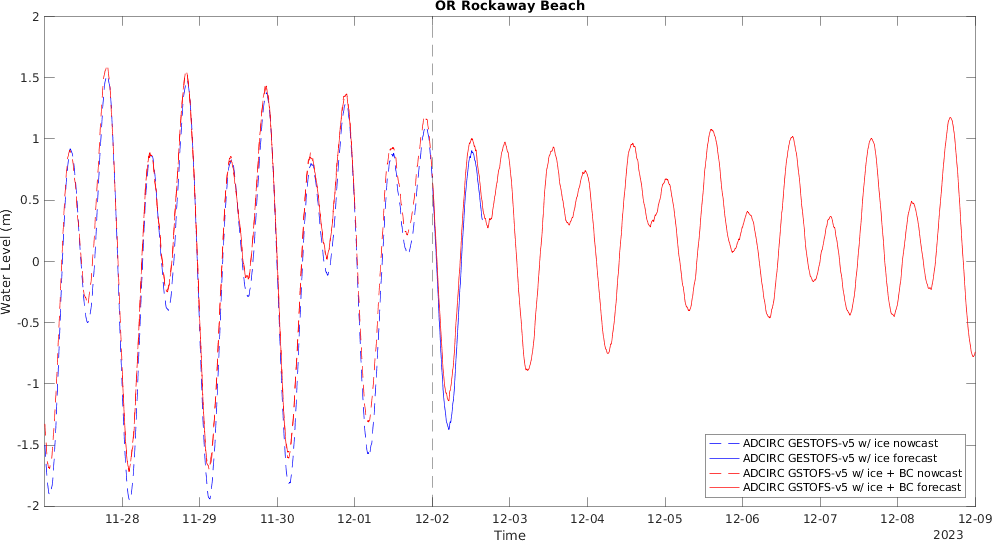 OR Rockaway Beach
Water Level (m)
2
1.5
1
0.5
0
-0.5
-1
-1.5
-2
ADCIRC GESTOFS-v5 w/ ice nowcast
ADCIRC GESTOFS-v5 w/ ice forecast
ADCIRC GSTOFS-v5 w/ ice + BC nowcast
ADCIRC GSTOFS-v5 w/ ice + BC forecast
11-28 11-29 11-30 12-01 12-02 12-03 12-04 12-05 12-06 12-07 12-08 12-09
Time
2023